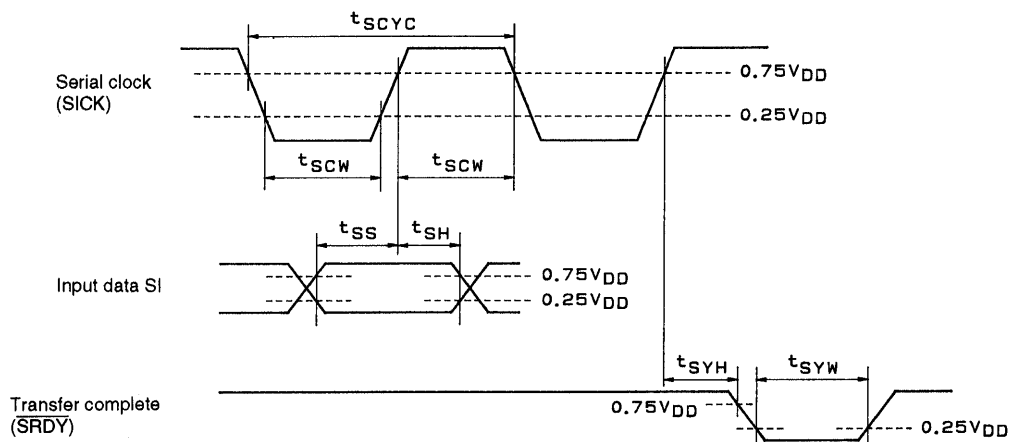 tSCYC
Serial clock
(SICK)
0.75VDD
0.25VDD
tSCW
tSCW
tSS
tSH
Input data SI
0.75VDD
0.25VDD
tSYH
tSYW
Transfer complete
(SRDY)
0.75VDD
0.25VDD